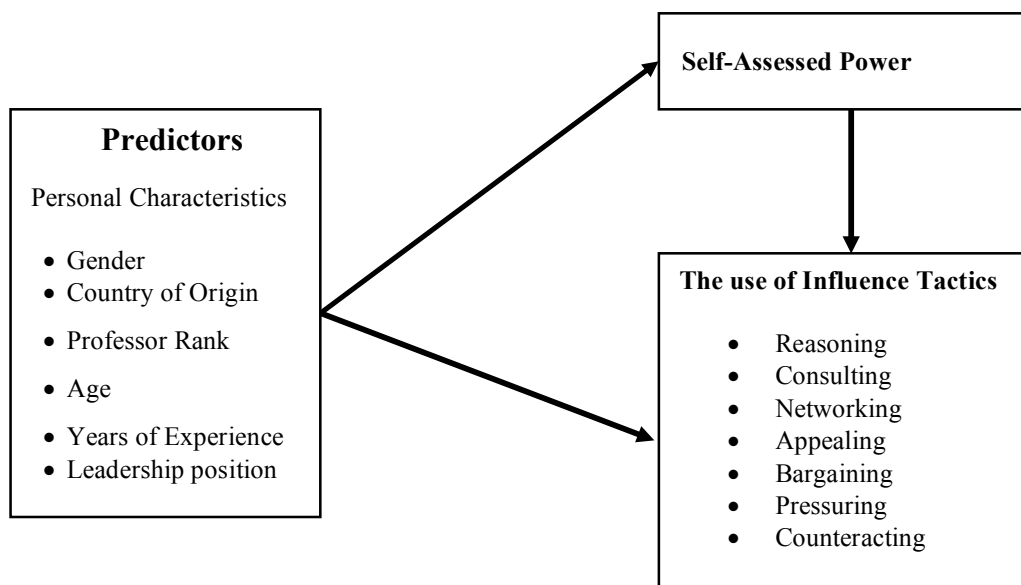 Predictors
Personal Characteristics
• Gender
• Country of Origin
• Professor Rank
• Age
• Years of Experience
• Leadership position
Self-Assessed Power
The use of Influence Tactics
• Reasoning
• Consulting
• Networking
• Appealing
• Bargaining
• Pressuring
• Counteracting